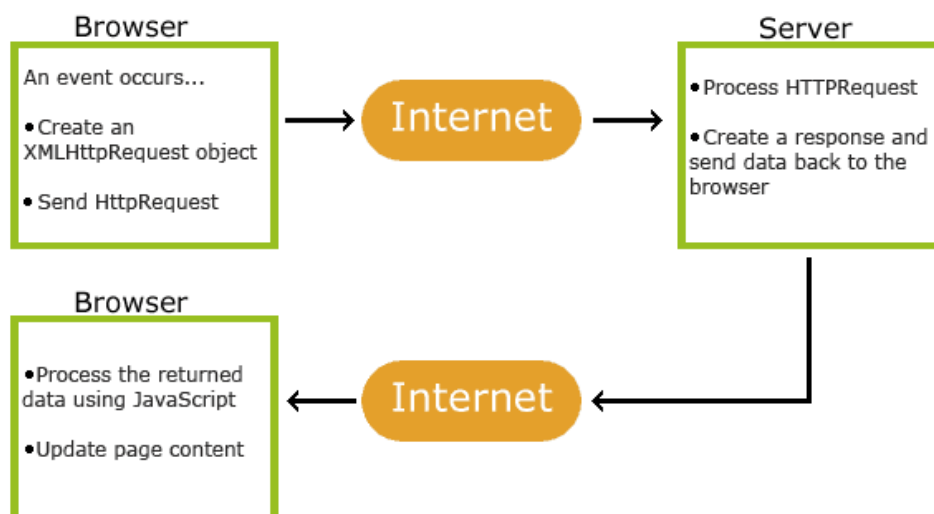 Browser
An event occurs...
•Create an
XMLHttpRequest object
•Send HttpRequest
Internet
Server
•Process HTTPRequest
•Create a response and
send data back to the
browser
Browser
•Process the returned
data using JavaScript
•Update page content
Internet